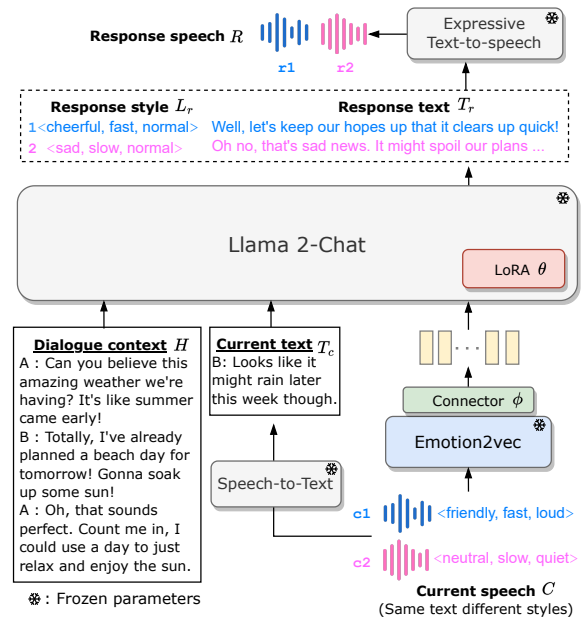 Response speech R
r1 r2
Expressive
Text-to-speech
Response style L_r Response text T_r
1<cheerful, fast, normal> Well, let's keep our hopes up that it clears up quick!
2 <sad, slow, normal> Oh no, that's sad news. It might spoil our plans ...
Llama 2-Chat
LoRA θ
Dialogue context H
A : Can you believe this
amazing weather we're
having? It's like summer
came early!
B : Totally, I've already
planned a beach day for
tomorrow! Gonna soak
up some sun!
A : Oh, that sounds
perfect. Count me in, I
could use a day to just
relax and enjoy the sun.
Current text T_c
B: Looks like it
might rain later
this week though.
Speech-to-Text
...
Connector ϕ
Emotion2vec
c1 <friendly, fast, loud>
c2 <neutral, slow, quiet>
Current speech C
(Same text different styles)
: Frozen parameters